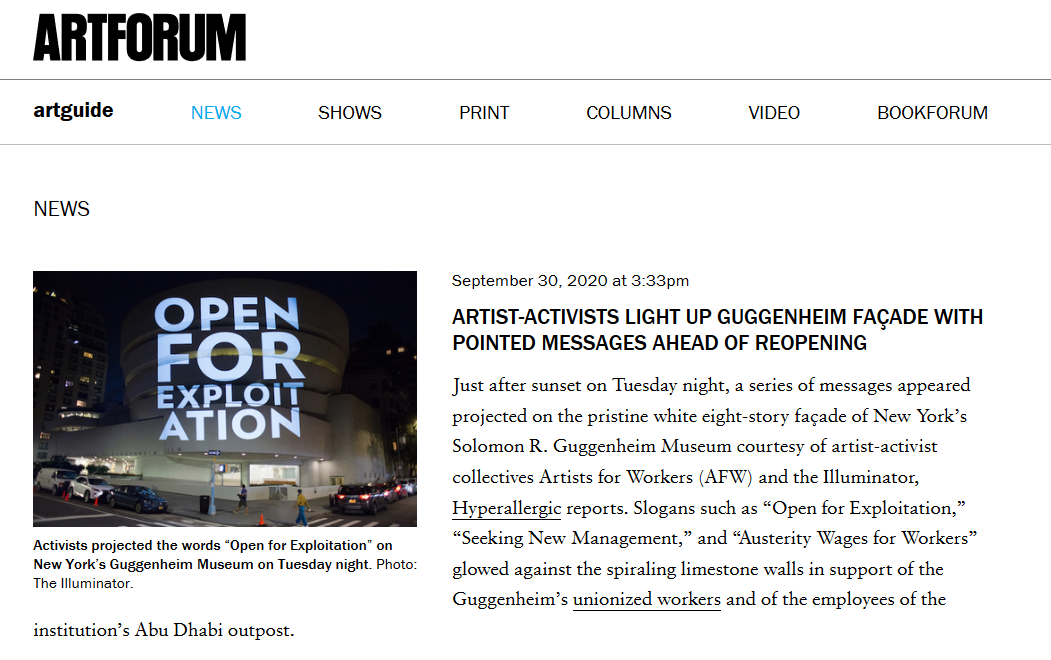 ARTFORUM
artguide NEWS SHOWS PRINT COLUMNS VIDEO BOOKFORUM
NEWS
OPEN
FOR
EXPLOIT
ATION
Activists projected the words “Open for Exploitation” on
New York’s Guggenheim Museum on Tuesday night. Photo:
The Illuminator.
September 30, 2020 at 3:33pm
ARTIST-ACTIVISTS LIGHT UP GUGGENHEIM FAÇADE WITH
POINTED MESSAGES AHEAD OF REOPENING
Just after sunset on Tuesday night, a series of messages appeared
projected on the pristine white eight-story façade of New York’s
Solomon R. Guggenheim Museum courtesy of artist-activist
collectives Artists for Workers (AFW) and the Illuminator,
Hyperallergic reports. Slogans such as “Open for Exploitation,”
“Seeking New Management,” and “Austerity Wages for Workers”
glowed against the spiraling limestone walls in support of the
Guggenheim’s unionized workers and of the employees of the
institution’s Abu Dhabi outpost.